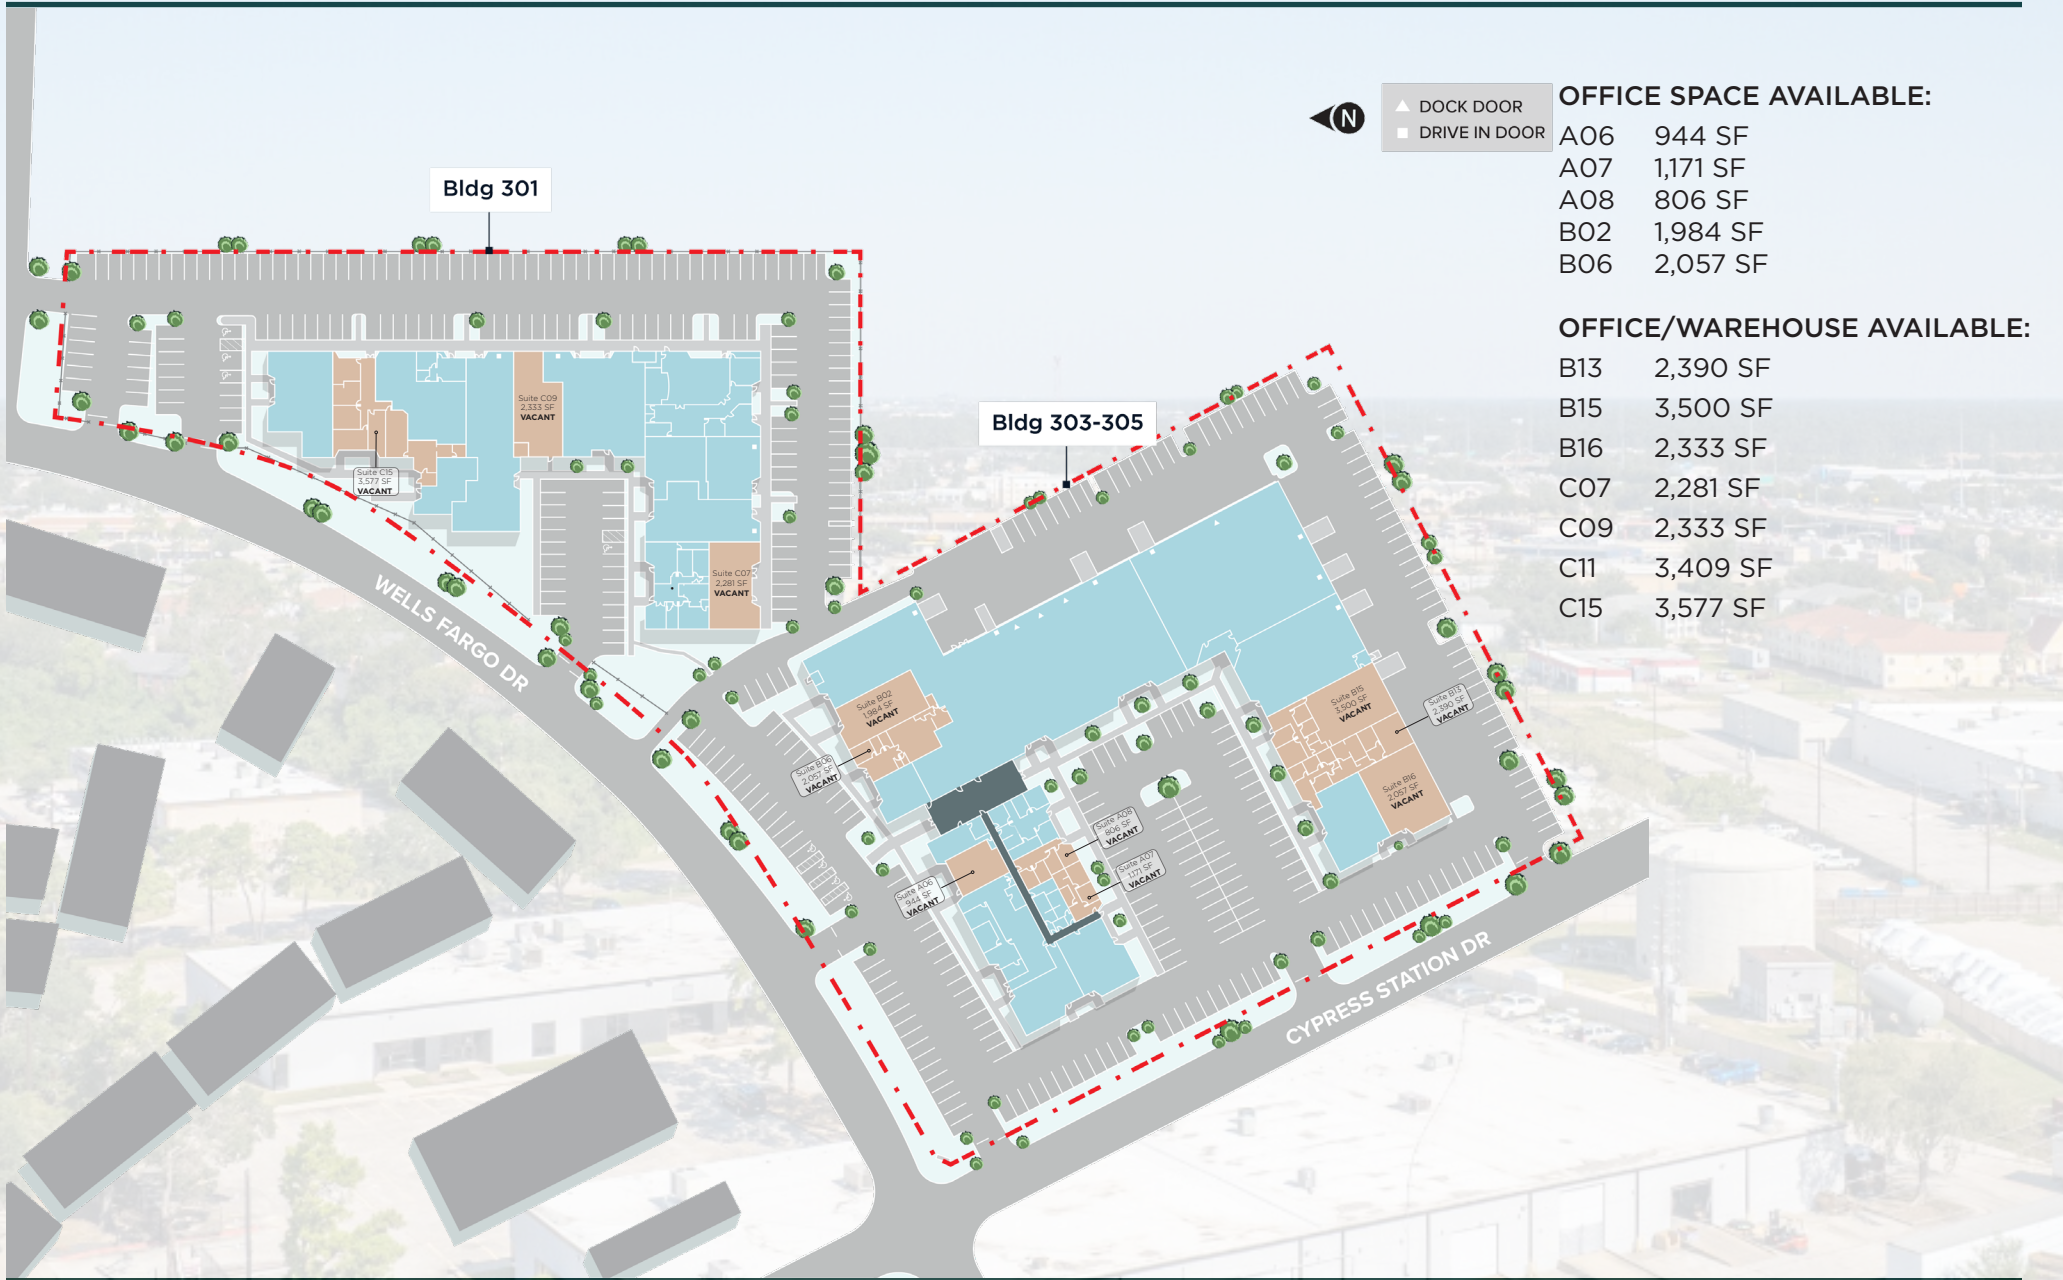 N
DOCK DOOR
DRIVE IN DOOR
OFFICE SPACE AVAILABLE:
A06 944 SF
A07 1,171 SF
A08 806 SF
B02 1,984 SF
B06 2,057 SF
OFFICE/WAREHOUSE AVAILABLE:
B13 2,390 SF
B15 3,500 SF
B16 2,333 SF
C07 2,281 SF
C09 2,333 SF
C11 3,409 SF
C15 3,577 SF
Bldg 301
Bldg 303-305
Suite C09
2,333 SF
VACANT
Suite C15
3,577 SF
VACANT
Suite C07
2,281 SF
VACANT
Suite B02
1,984 SF
VACANT
Suite B06
2,057 SF
VACANT
Suite B15
3,500 SF
VACANT
Suite B13
2,390 SF
VACANT
Suite B16
2,057 SF
VACANT
Suite A08
806 SF
VACANT
Suite A07
1,171 SF
VACANT
Suite A06
944 SF
VACANT
WELLS FARGO DR
CYPRESS STATION DR